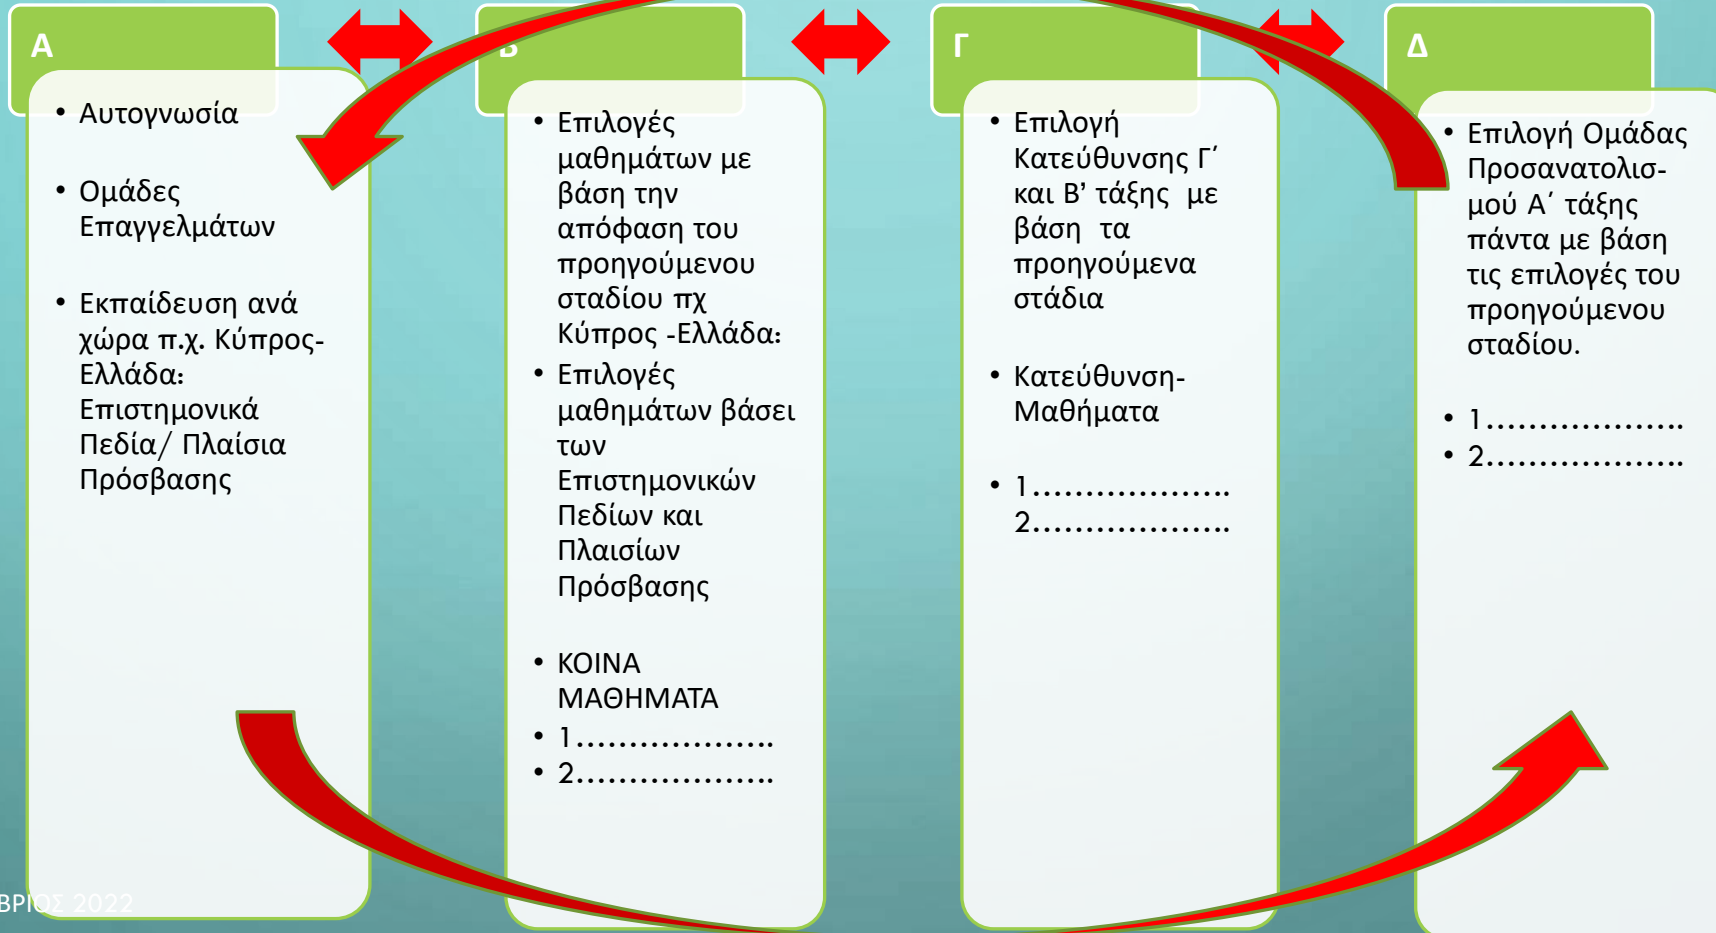 Α
• Αυτογνωσία
• Ομάδες
Επαγγελμάτων
• Εκπαίδευση ανά
χώρα π.χ. Κύπρος-
Ελλάδα:
Επιστημονικά
Πεδία/ Πλαίσια
Πρόσβασης
Β
• Επιλογές
μαθημάτων με
βάση την
απόφαση του
προηγούμενου
σταδίου πχ
Κύπρος -Ελλάδα:
• Επιλογές
μαθημάτων βάσει
των
Επιστημονικών
Πεδίων και
Πλαισίων
Πρόσβασης
• ΚΟΙΝΑ
ΜΑΘΗΜΑΤΑ
• 1...................
• 2...................
Γ
• Επιλογή
Κατεύθυνσης Γ΄
και Β’ τάξης με
βάση τα
προηγούμενα
στάδια
• Κατεύθυνση-
Μαθήματα
• 1...................
2...................
Δ
• Επιλογή Ομάδας
Προσανατολισ-
μού Α΄ τάξης
πάντα με βάση
τις επιλογές του
προηγούμενου
σταδίου.
• 1...................
• 2...................
ΒΡΙΟΣ 2022